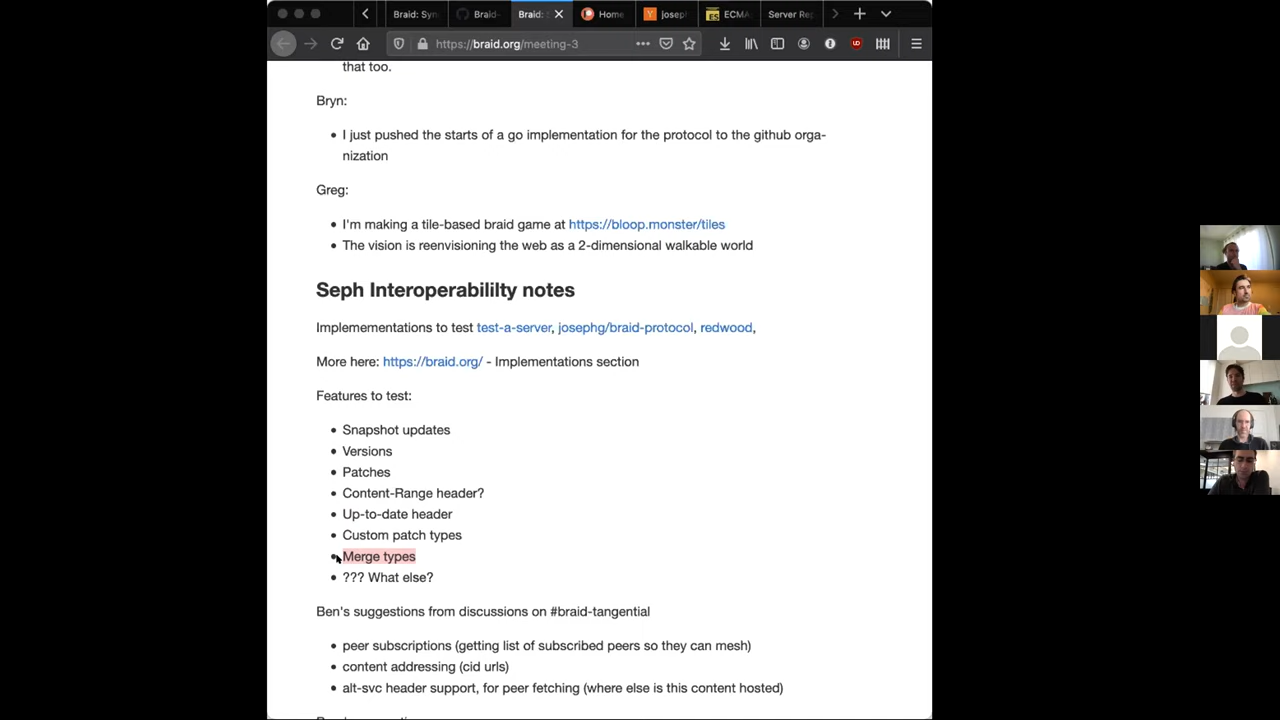 Braid: Syn
Braid-
Braid: S
Home
joseph
ECMA
Server Rep
https://braid.org/meeting-3
that too.
Bryn:
• I just pushed the starts of a go implementation for the protocol to the github orga-
nization
Greg:
• I'm making a tile-based braid game at https://bloop.monster/tiles
• The vision is reenvisioning the web as a 2-dimensional walkable world
Seph Interoperabililty notes
Implemementations to test test-a-server, josephg/braid-protocol, redwood,
More here: https://braid.org/ - Implementations section
Features to test:
• Snapshot updates
• Versions
• Patches
• Content-Range header?
• Up-to-date header
• Custom patch types
• Merge types
• ??? What else?
Ben's suggestions from discussions on #braid-tangential
• peer subscriptions (getting list of subscribed peers so they can mesh)
• content addressing (cid urls)
• alt-svc header support, for peer fetching (where else is this content hosted)